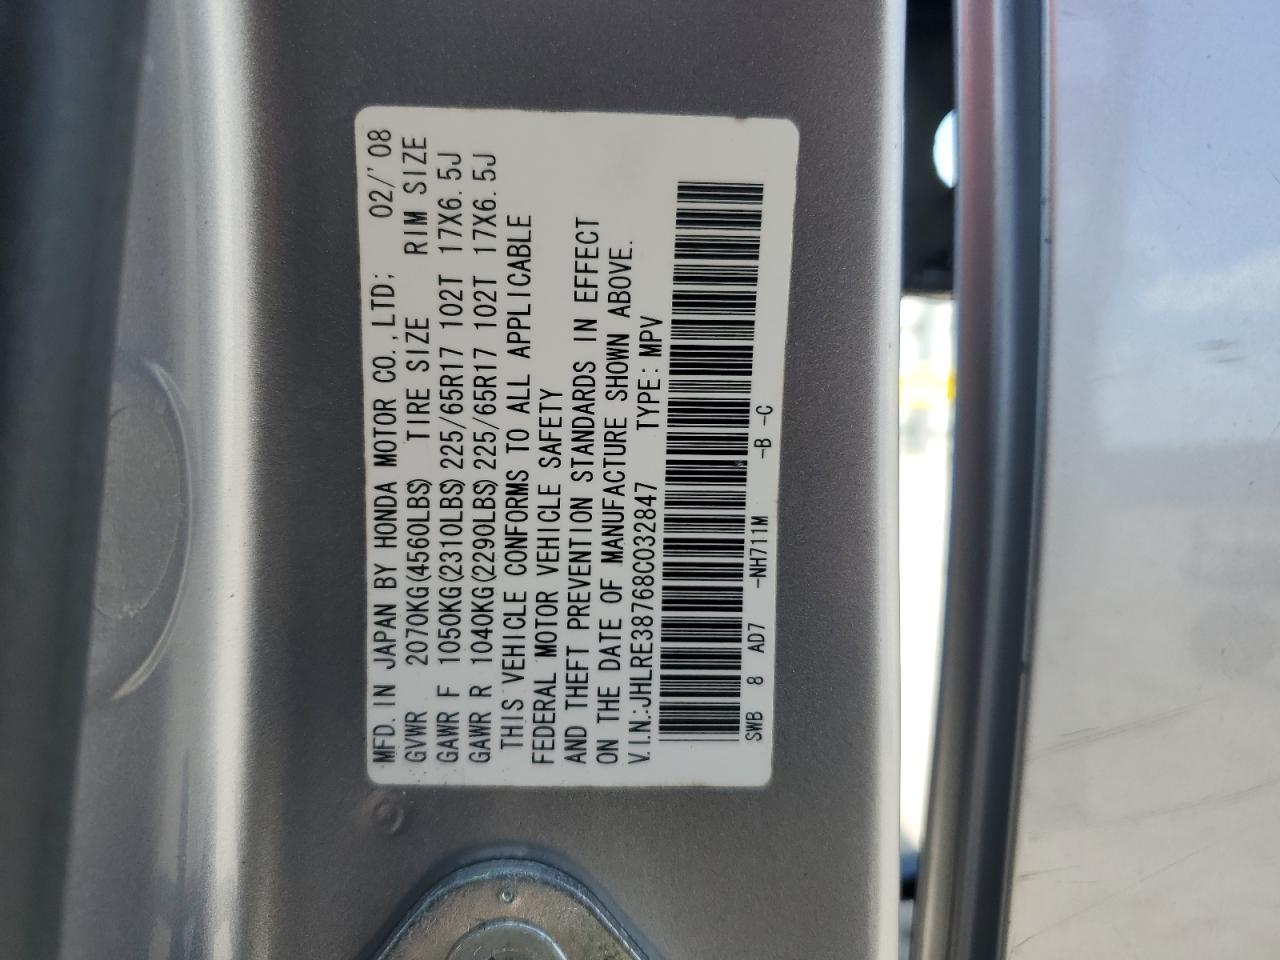 MFD. IN JAPAN BY HONDA MOTOR CO.,LTD; 02/'08
GVWR 2070KG(4560LBS) TIRE SIZE RIM SIZE
GAWR F 1050KG(2310LBS)225/65R17 102T 17X6.5J
GAWR R 1040KG(2290LBS)225/65R17 102T 17X6.5J
THIS VEHICLE CONFORMS TO ALL APPLICABLE
FEDERAL MOTOR VEHICLE SAFETY
AND THEFT PREVENTION STANDARDS IN EFFECT
ON THE DATE OF MANUFACTURE SHOWN ABOVE.
V.I.N.:JHLRE38768C032847 TYPE:MPV
SWB 8 AD7 -NH711M -B -C